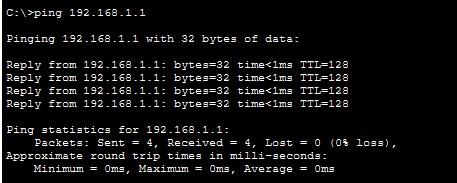 C:\>ping 192.168.1.1
Pinging 192.168.1.1 with 32 bytes of data:
Reply from 192.168.1.1: bytes=32 time<1ms TTL=128
Reply from 192.168.1.1: bytes=32 time<1ms TTL=128
Reply from 192.168.1.1: bytes=32 time<1ms TTL=128
Reply from 192.168.1.1: bytes=32 time<1ms TTL=128
Ping statistics for 192.168.1.1:
    Packets: Sent = 4, Received = 4, Lost = 0 (0% loss),
Approximate round trip times in milli-seconds:
    Minimum = 0ms, Maximum = 0ms, Average = 0ms